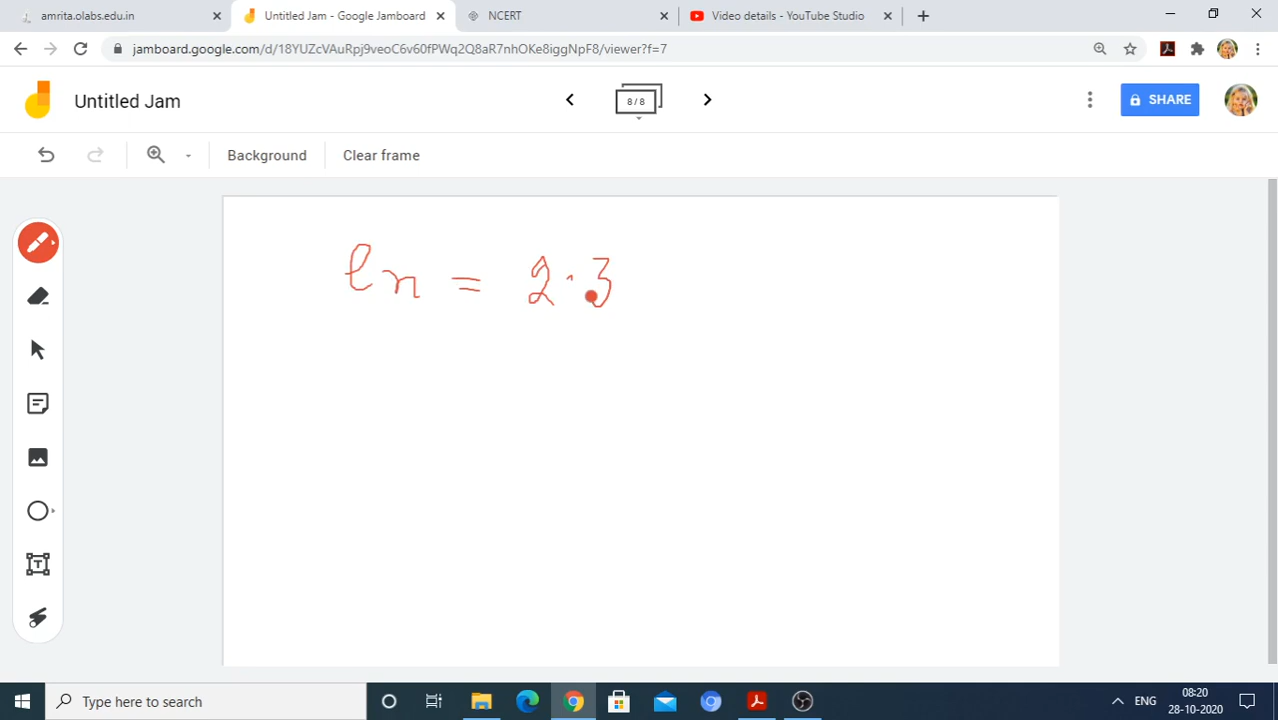 amrita.olabs.edu.in
Untitled Jam - Google Jamboard
NCERT
Video details - YouTube Studio
jamboard.google.com/d/18YUZcVAuRpj9veoC6v60fPWq2Q8aR7nhOKe8iggNpF8/viewer?f=7
Untitled Jam
8 / 8
SHARE
Background
Clear frame
ln = 2.3
Type here to search
ENG
08:20
28-10-2020